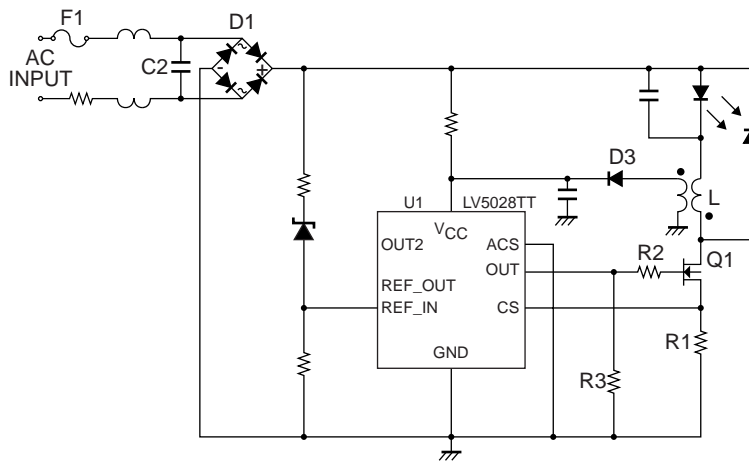 F1
D1
AC
INPUT
C2
~
~
-
+
D3
L
U1
LV5028TT
VCC
OUT2
ACS
OUT
R2
Q1
REF_OUT
REF_IN
CS
R1
GND
R3